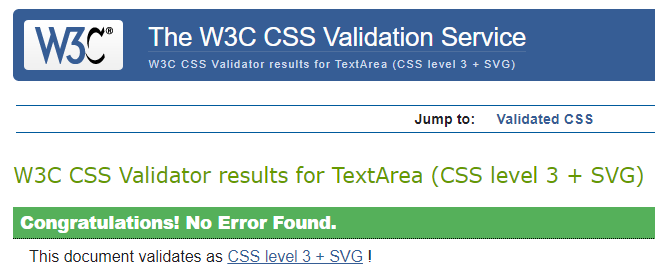 W3C®
The W3C CSS Validation Service
W3C CSS Validator results for TextArea (CSS level 3 + SVG)
Jump to: Validated CSS
W3C CSS Validator results for TextArea (CSS level 3 + SVG)
Congratulations! No Error Found.
This document validates as CSS level 3 + SVG !